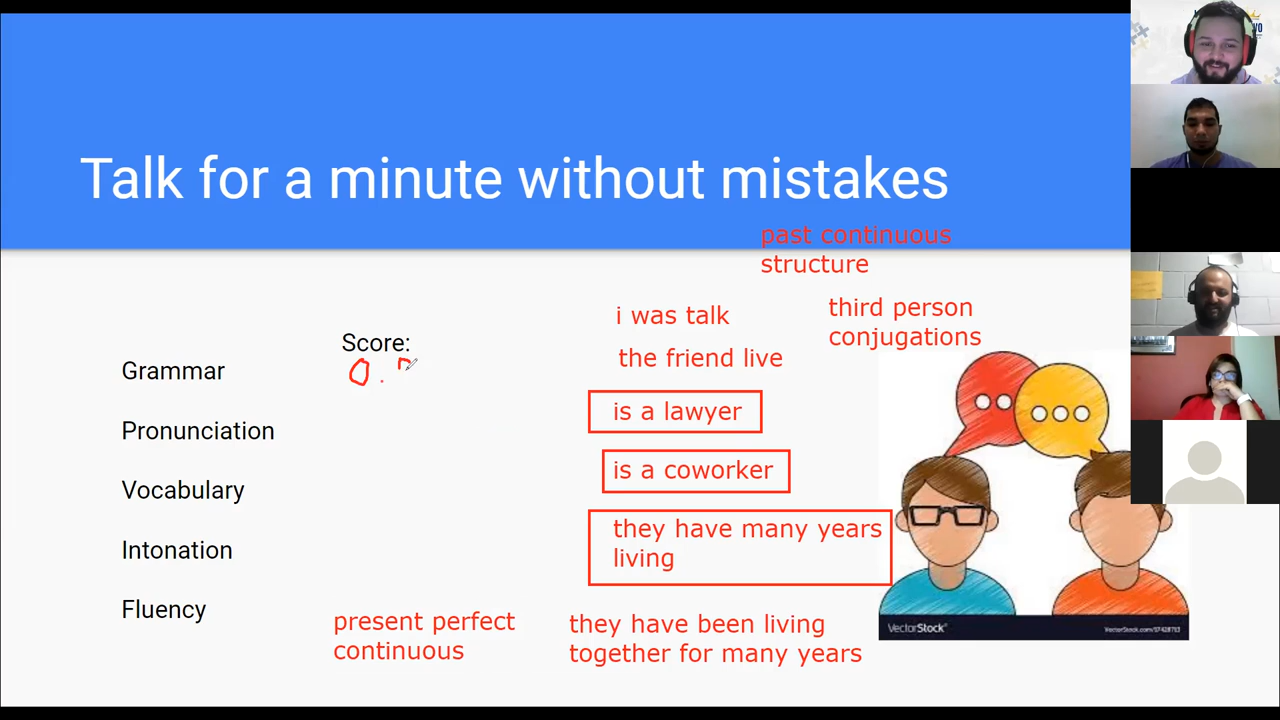 Talk for a minute without mistakes
past continuous
structure
i was talk
third person
conjugations
Score:
the friend live
Grammar
0.
is a lawyer
Pronunciation
is a coworker
Vocabulary
they have many years
living
Intonation
Fluency
present perfect
continuous
they have been living
together for many years
VectorStock